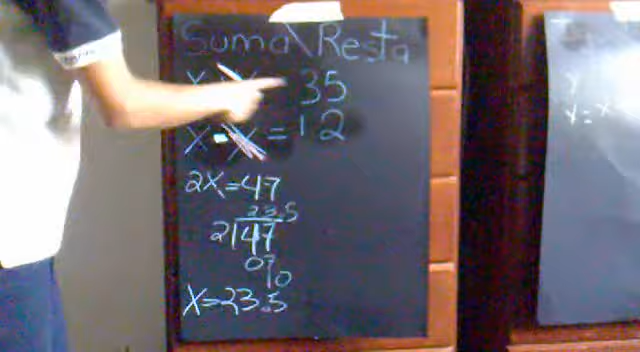 Suma\Resta
35
x - x = 12
2x=47
23.5
2|47
07
10
x=23.5
x
x = x